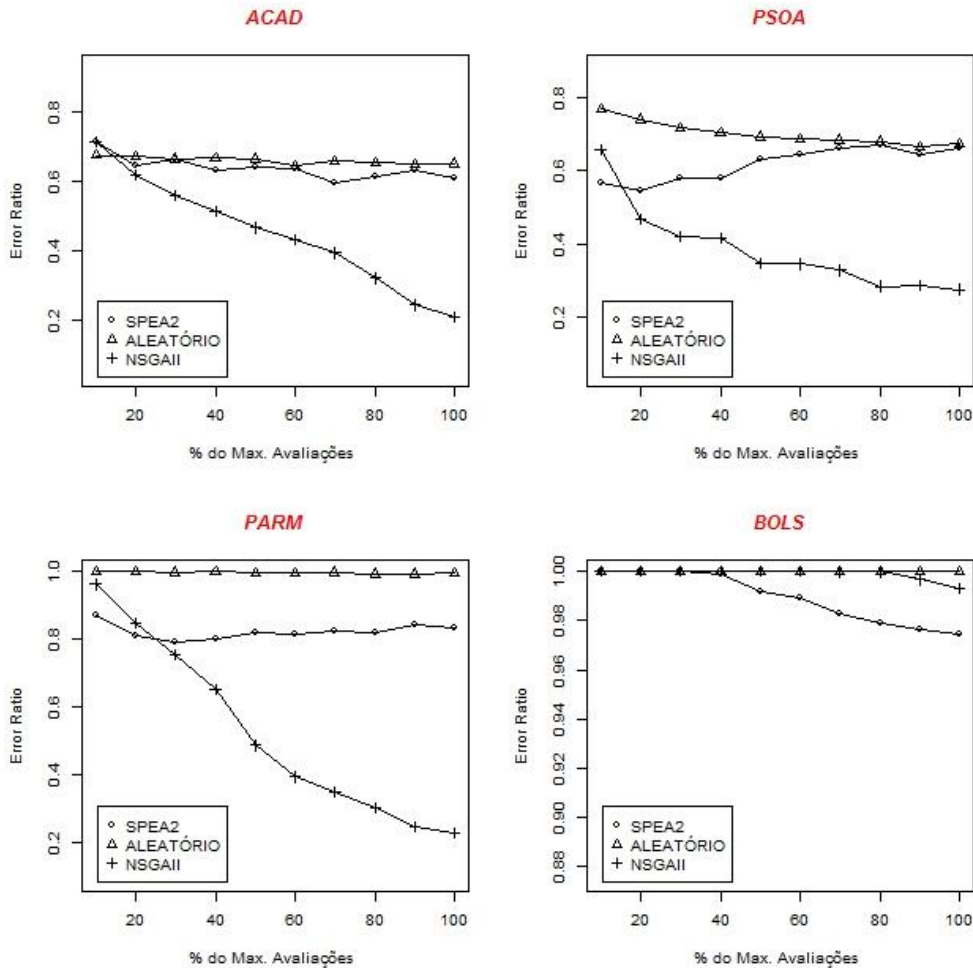 ACAD
Error Ratio
0.8
0.6
0.4
0.2
SPEA2
ALEATÓRIO
NSGAII
20 40 60 80 100
% do Max. Avaliações
PSOA
Error Ratio
0.8
0.6
0.4
0.2
SPEA2
ALEATÓRIO
NSGAII
20 40 60 80 100
% do Max. Avaliações
PARM
Error Ratio
1.0
0.8
0.6
0.4
0.2
SPEA2
ALEATÓRIO
NSGAII
20 40 60 80 100
% do Max. Avaliações
BOLS
Error Ratio
1.00
0.98
0.96
0.94
0.92
0.90
0.88
SPEA2
ALEATÓRIO
NSGAII
20 40 60 80 100
% do Max. Avaliações